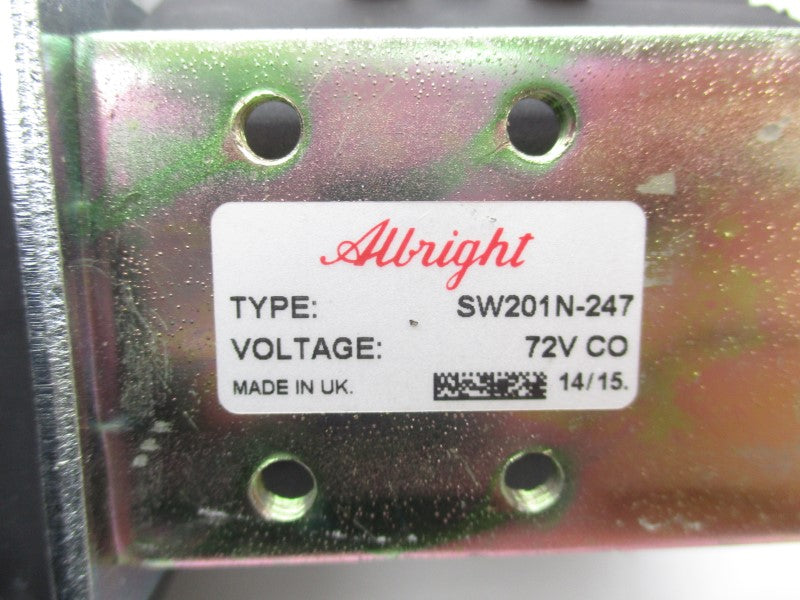 Albright
TYPE: SW201N-247
VOLTAGE: 72V CO
MADE IN UK. 14/15.